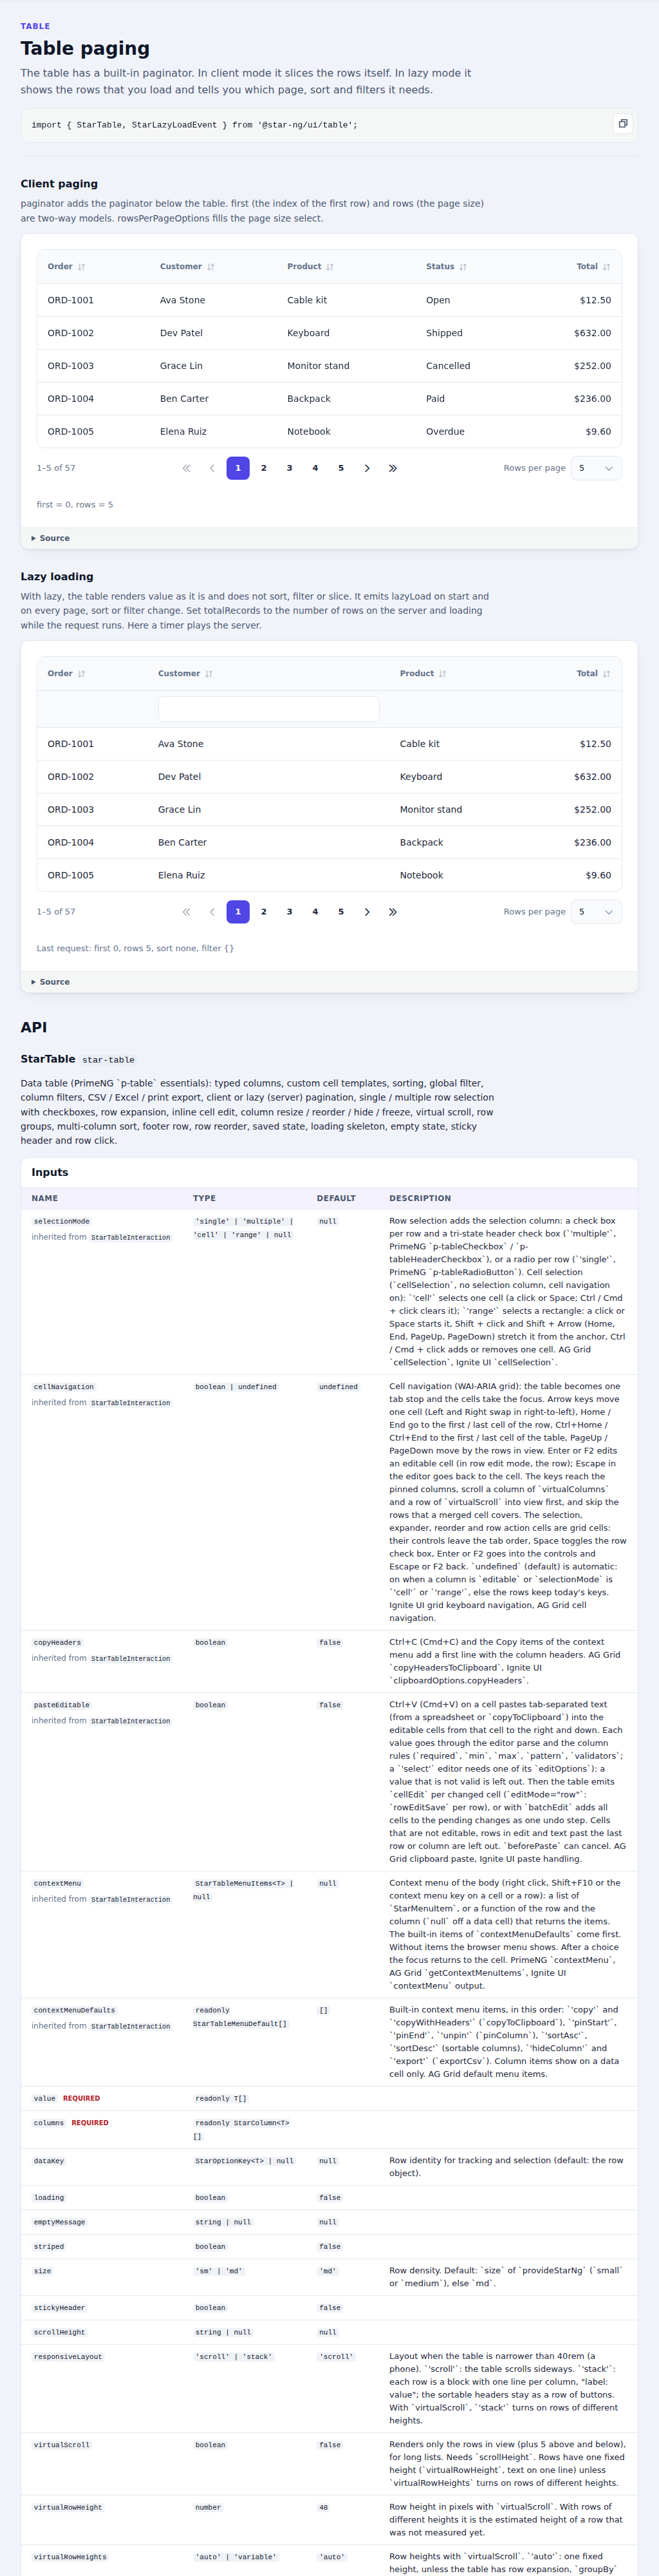 TABLE
Table paging
The table has a built-in paginator. In client mode it slices the rows itself. In lazy mode it
shows the rows that you load and tells you which page, sort and filters it needs.
import { StarTable, StarLazyLoadEvent } from '@star-ng/ui/table';
Client paging
paginator adds the paginator below the table. first (the index of the first row) and rows (the page size)
are two-way models. rowsPerPageOptions fills the page size select.
Order Customer Product Status Total
ORD-1001 Ava Stone Cable kit Open $12.50
ORD-1002 Dev Patel Keyboard Shipped $632.00
ORD-1003 Grace Lin Monitor stand Cancelled $252.00
ORD-1004 Ben Carter Backpack Paid $236.00
ORD-1005 Elena Ruiz Notebook Overdue $9.60
1–5 of 57 1 2 3 4 5 Rows per page 5
first = 0, rows = 5
Source
Lazy loading
With lazy, the table renders value as it is and does not sort, filter or slice. It emits lazyLoad on start and
on every page, sort or filter change. Set totalRecords to the number of rows on the server and loading
while the request runs. Here a timer plays the server.
Order Customer Product Total
ORD-1001 Ava Stone Cable kit $12.50
ORD-1002 Dev Patel Keyboard $632.00
ORD-1003 Grace Lin Monitor stand $252.00
ORD-1004 Ben Carter Backpack $236.00
ORD-1005 Elena Ruiz Notebook $9.60
1–5 of 57 1 2 3 4 5 Rows per page 5
Last request: first 0, rows 5, sort none, filter {}
Source
API
StarTable star-table
Data table (PrimeNG `p-table` essentials): typed columns, custom cell templates, sorting, global filter,
column filters, CSV / Excel / print export, client or lazy (server) pagination, single / multiple row selection
with checkboxes, row expansion, inline cell edit, column resize / reorder / hide / freeze, virtual scroll, row
groups, multi-column sort, footer row, row reorder, saved state, loading skeleton, empty state, sticky
header and row click.
Inputs
NAME TYPE DEFAULT DESCRIPTION
selectionMode 'single' | 'multiple' | null Row selection adds the selection column: a check box
inherited from StarTableInteraction 'cell' | 'range' | null per row and a tri-state header check box (`'multiple'`,
PrimeNG `p-tableCheckbox` / `p-
tableHeaderCheckbox`), or a radio per row (`'single'`,
PrimeNG `p-tableRadioButton`). Cell selection
(`cellSelection`, no selection column, cell navigation
on): `'cell'` selects one cell (a click or Space; Ctrl / Cmd
+ click clears it); `'range'` selects a rectangle: a click or
Space starts it, Shift + click and Shift + Arrow (Home,
End, PageUp, PageDown) stretch it from the anchor, Ctrl
/ Cmd + click adds or removes one cell. AG Grid
`cellSelection`, Ignite UI `cellSelection`.
cellNavigation boolean | undefined undefined Cell navigation (WAI-ARIA grid): the table becomes one
inherited from StarTableInteraction tab stop and the cells take the focus. Arrow keys move
one cell (Left and Right swap in right-to-left), Home /
End go to the first / last cell of the row, Ctrl+Home /
Ctrl+End to the first / last cell of the table, PageUp /
PageDown move by the rows in view. Enter or F2 edits
an editable cell (in row edit mode, the row); Escape in
the editor goes back to the cell. The keys reach the
pinned columns, scroll a column of `virtualColumns`
and a row of `virtualScroll` into view first, and skip the
rows that a merged cell covers. The selection,
expander, reorder and row action cells are grid cells:
their controls leave the tab order, Space toggles the row
check box, Enter or F2 goes into the controls and
Escape or F2 back. `undefined` (default) is automatic:
on when a column is `editable` or `selectionMode` is
`'cell'` or `'range'`, else the rows keep today's keys.
Ignite UI grid keyboard navigation, AG Grid cell
navigation.
copyHeaders boolean false Ctrl+C (Cmd+C) and the Copy items of the context
inherited from StarTableInteraction menu add a first line with the column headers. AG Grid
`copyHeadersToClipboard`, Ignite UI
`clipboardOptions.copyHeaders`.
pasteEditable boolean false Ctrl+V (Cmd+V) on a cell pastes tab-separated text
inherited from StarTableInteraction (from a spreadsheet or `copyToClipboard`) into the
editable cells from that cell to the right and down. Each
value goes through the editor parse and the column
rules (`required`, `min`, `max`, `pattern`, `validators`;
a `'select'` editor needs one of its `editOptions`): a
value that is not valid is left out. Then the table emits
`cellEdit` per changed cell (`editMode="row"`:
`rowEditSave` per row), or with `batchEdit` adds all
cells to the pending changes as one undo step. Cells
that are not editable, rows in edit and text past the last
row or column are left out. `beforePaste` can cancel. AG
Grid clipboard paste, Ignite UI paste handling.
contextMenu StarTableMenuItems<T> | null Context menu of the body (right click, Shift+F10 or the
inherited from StarTableInteraction null context menu key on a cell or a row): a list of
`StarMenuItem`, or a function of the row and the
column (`null` off a data cell) that returns the items.
The built-in items of `contextMenuDefaults` come first.
Without items the browser menu shows. After a choice
the focus returns to the cell. PrimeNG `contextMenu`,
AG Grid `getContextMenuItems`, Ignite UI
`contextMenu` output.
contextMenuDefaults readonly [] Built-in context menu items, in this order: `'copy'` and
inherited from StarTableInteraction StarTableMenuDefault[] `'copyWithHeaders'` (`copyToClipboard`), `'pinStart'`,
`'pinEnd'`, `'unpin'` (`pinColumn`), `'sortAsc'`,
`'sortDesc'` (sortable columns), `'hideColumn'` and
`'export'` (`exportCsv`). Column items show on a data
cell only. AG Grid default menu items.
value REQUIRED readonly T[]
columns REQUIRED readonly StarColumn<T>
[]
dataKey StarOptionKey<T> | null null Row identity for tracking and selection (default: the row
object).
loading boolean false
emptyMessage string | null null
striped boolean false
size 'sm' | 'md' 'md' Row density. Default: `size` of `provideStarNg` (`small`
or `medium`), else `md`.
stickyHeader boolean false
scrollHeight string | null null
responsiveLayout 'scroll' | 'stack' 'scroll' Layout when the table is narrower than 40rem (a
phone). `'scroll'`: the table scrolls sideways. `'stack'`:
each row is a block with one line per column, "label:
value"; the sortable headers stay as a row of buttons.
With `virtualScroll`, `'stack'` turns on rows of different
heights.
virtualScroll boolean false Renders only the rows in view (plus 5 above and below),
for long lists. Needs `scrollHeight`. Rows have one fixed
height (`virtualRowHeight`, text on one line) unless
`virtualRowHeights` turns on rows of different heights.
virtualRowHeight number 48 Row height in pixels with `virtualScroll`. With rows of
different heights it is the estimated height of a row that
was not measured yet.
virtualRowHeights 'auto' | 'variable' 'auto' Row heights with `virtualScroll`. `'auto'`: one fixed
height, unless the table has row expansion, `groupBy`